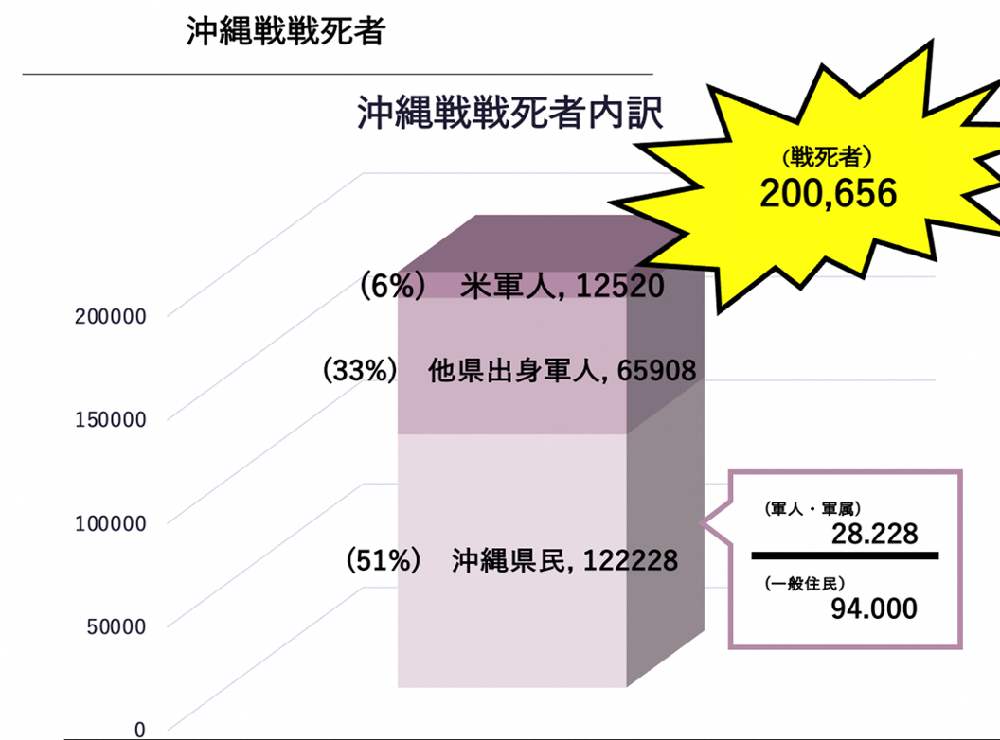 沖縄戦戦死者
沖縄戦戦死者内訳
(戦死者)
200,656
(6%) 米軍人, 12520
200000
(33%) 他県出身軍人, 65908
150000
100000
(軍人・軍属)
28.228
(51%) 沖縄県民, 122228
(一般住民)
94.000
50000
0